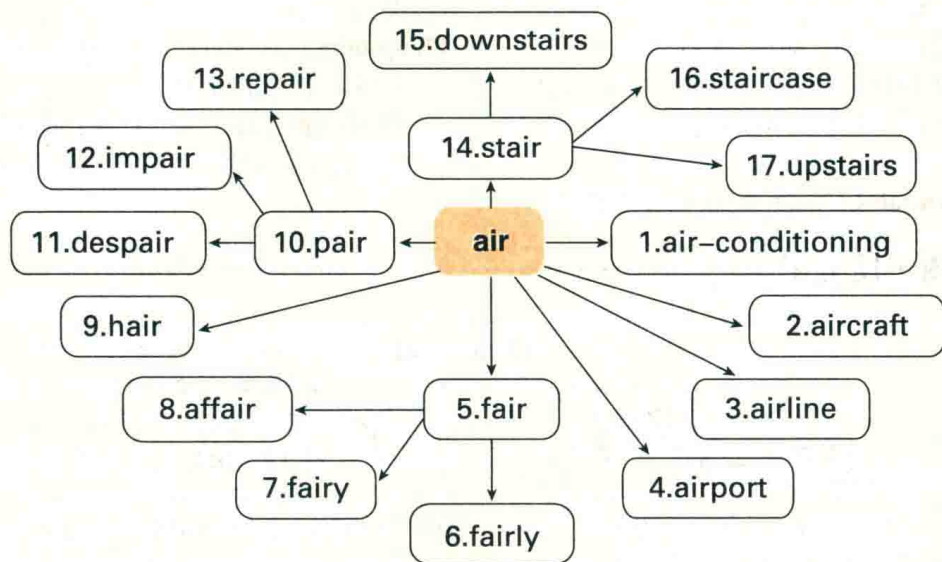 15.downstairs
13.repair
16.staircase
14.stair
12.impair
17.upstairs
11.despair
10.pair
air
1.air–conditioning
9.hair
2.aircraft
8.affair
5.fair
3.airline
7.fairy
4.airport
6.fairly